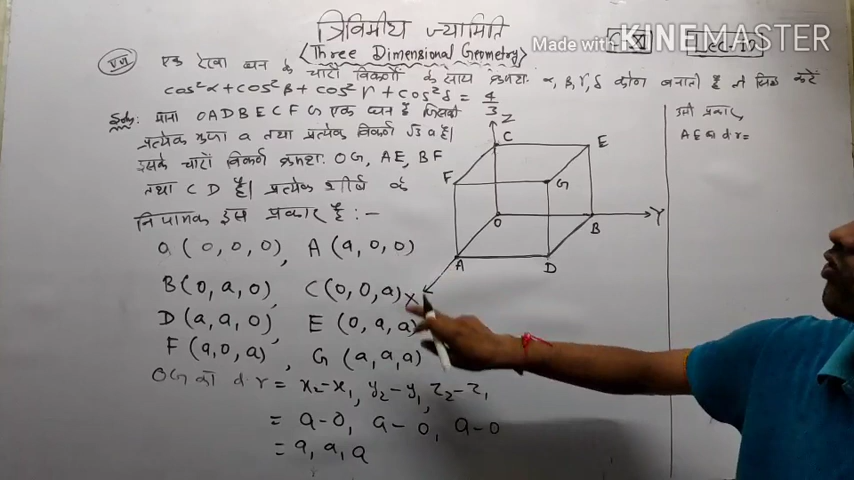 त्रिविमीय ज्यामिति
(Three Dimensional Geometry)
Made with KINEMASTER
प्र. एक रेखा घन के चारों विकर्णों के साथ क्रमशः α, β, γ, δ कोण बनाती है तो सिद्ध करें
cos²α + cos²β + cos²γ + cos²δ = 4/3
Soln: माना OADBECFG एक घन है जिसकी
प्रत्येक भुजा a तथा प्रत्येक विकर्ण √3 a है।
इसके चारों विकर्ण क्रमशः OG, AE, BF
तथा CD है। प्रत्येक शीर्ष के
नियामक इस प्रकार है :-
O (0, 0, 0), A (a, 0, 0)
B (0, a, 0), C (0, 0, a)
D (a, a, 0), E (0, a, a)
F (a, 0, a), G (a, a, a)
OG का d r = x₂-x₁, y₂-y₁, z₂-z₁
= a-0, a-0, a-0
= a, a, a
Z
C
E
F
G
O
B
Y
A
D
X
इसी प्रकार,
AE का d r =